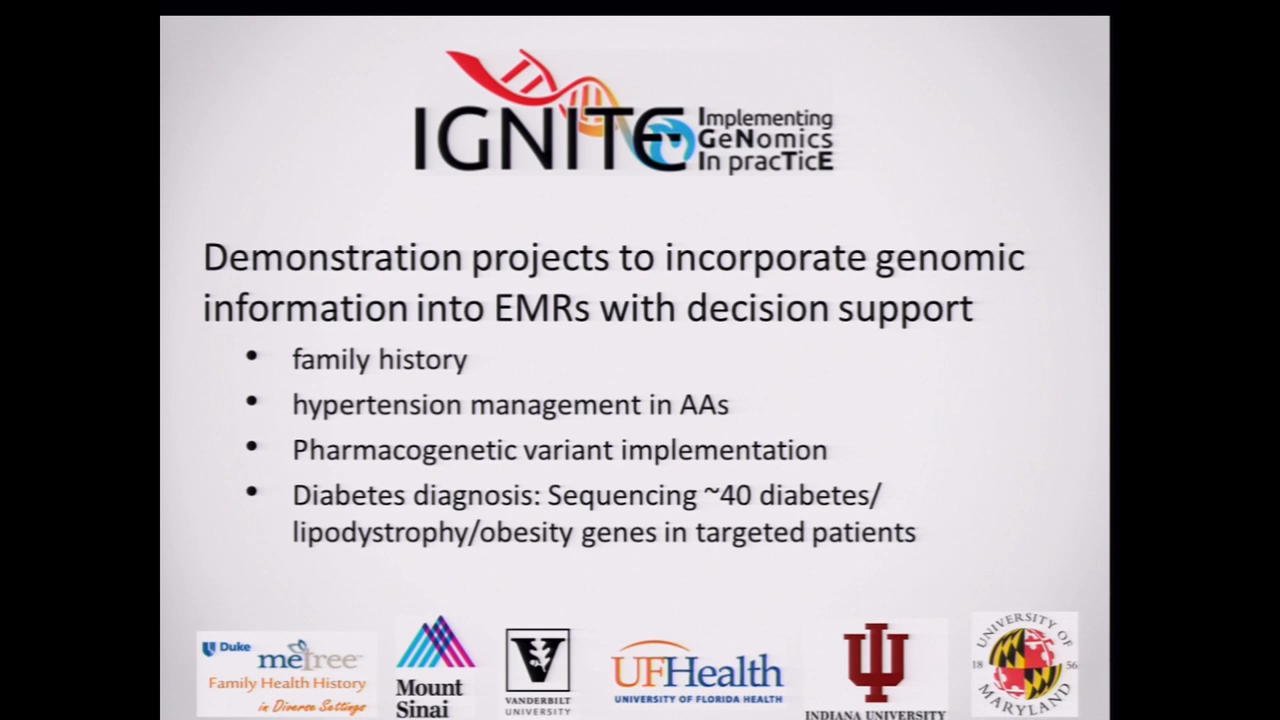 IGNITE
Implementing
GeNomics
In pracTicE
Demonstration projects to incorporate genomic
information into EMRs with decision support
• family history
• hypertension management in AAs
• Pharmacogenetic variant implementation
• Diabetes diagnosis: Sequencing ~40 diabetes/
lipodystrophy/obesity genes in targeted patients
Duke
meTree™
Family Health History
in Diverse Settings
Mount
Sinai
V
VANDERBILT
UNIVERSITY
UFHealth
UNIVERSITY OF FLORIDA HEALTH
INDIANA UNIVERSITY
UNIVERSITY OF
18 56
MARYLAND